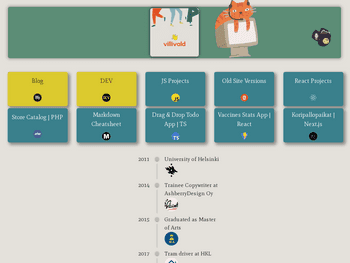 villivald
Blog
DEV
JS Projects
Old Site Versions
React Projects
Store Catalog | PHP
Markdown
Cheatsheet
Drag & Drop Todo
App | TS
TS
Vaccines Stats App |
React
Koripallopaikat |
Next.js
2011
University of Helsinki
2014
Trainee Copywriter at
AshberryDesign Oy
2015
Graduated as Master
of Arts
2017
Tram driver at HKL